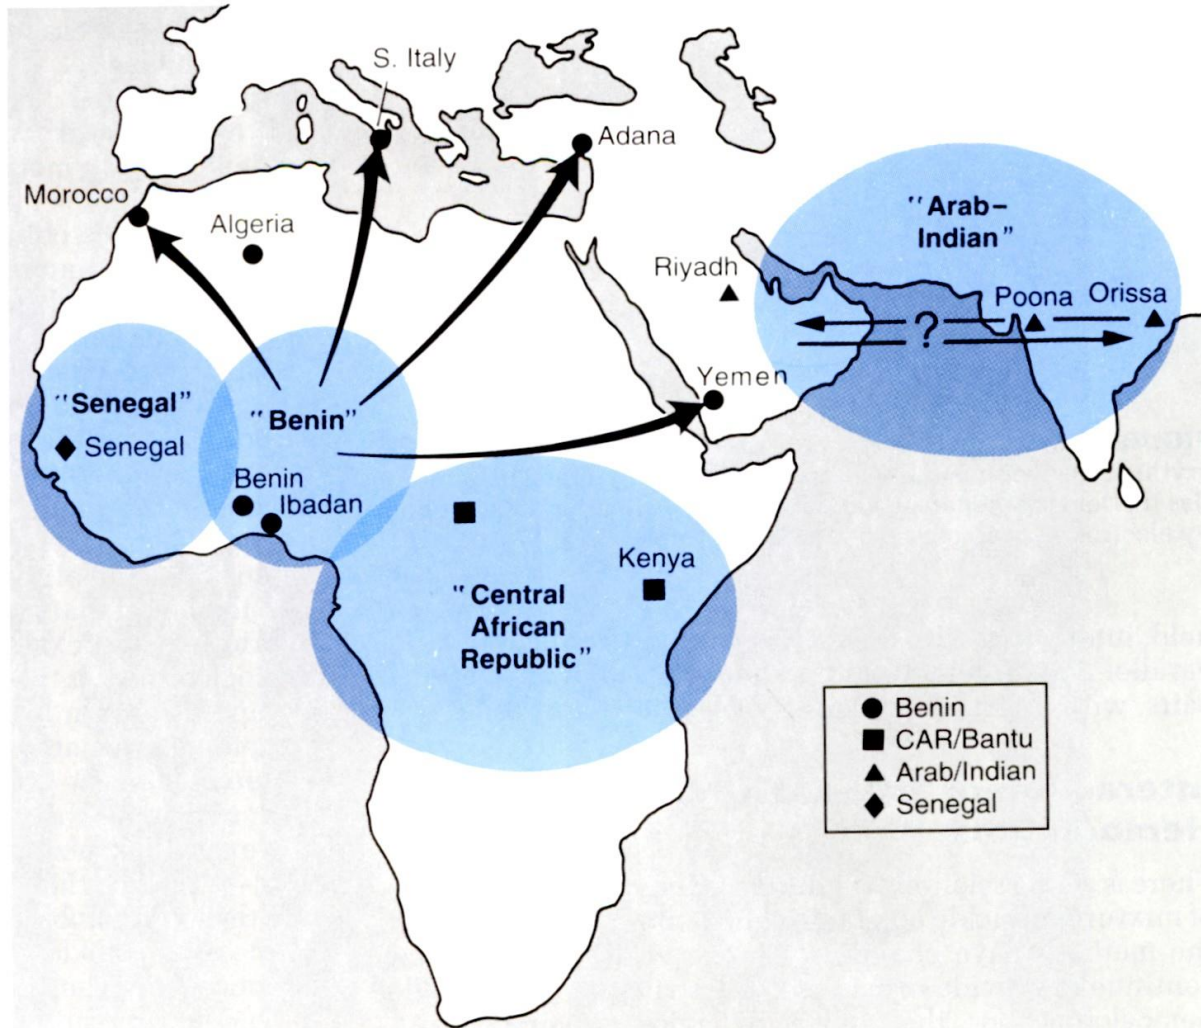 S. Italy
Adana
Morocco
Algeria
"Arab–
Indian"
Riyadh
Poona
Orissa
?
Yemen
"Senegal"
Senegal
"Benin"
Benin
Ibadan
Kenya
"Central
African
Republic"
Benin
CAR/Bantu
Arab/Indian
Senegal